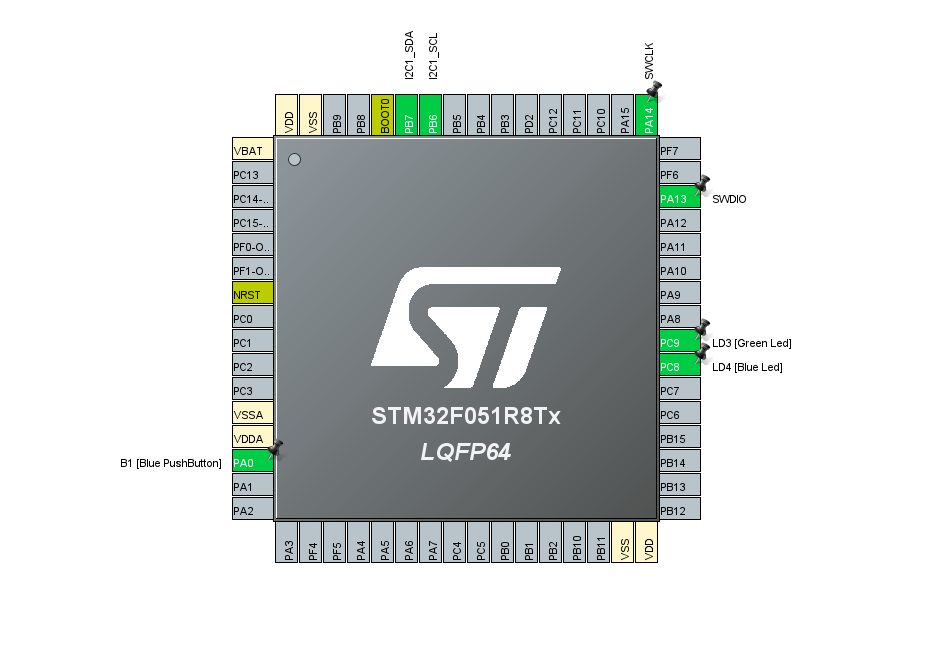 I2C1_SDA
I2C1_SCL
SWCLK
VDD
VSS
PB9
PB8
BOOT0
PB7
PB6
PB5
PB4
PB3
PD2
PC12
PC11
PC10
PA15
PA14
VBAT
PC13
PC14-..
PC15-..
PF0-O..
PF1-O..
NRST
PC0
PC1
PC2
PC3
VSSA
VDDA
B1 [Blue PushButton]
PA0
PA1
PA2
ST
STM32F051R8Tx
LQFP64
PF7
PF6
PA13 SWDIO
PA12
PA11
PA10
PA9
PA8
PC9 LD3 [Green Led]
PC8 LD4 [Blue Led]
PC7
PC6
PB15
PB14
PB13
PB12
PA3
PF4
PF5
PA4
PA5
PA6
PA7
PC4
PC5
PB0
PB1
PB2
PB10
PB11
VSS
VDD